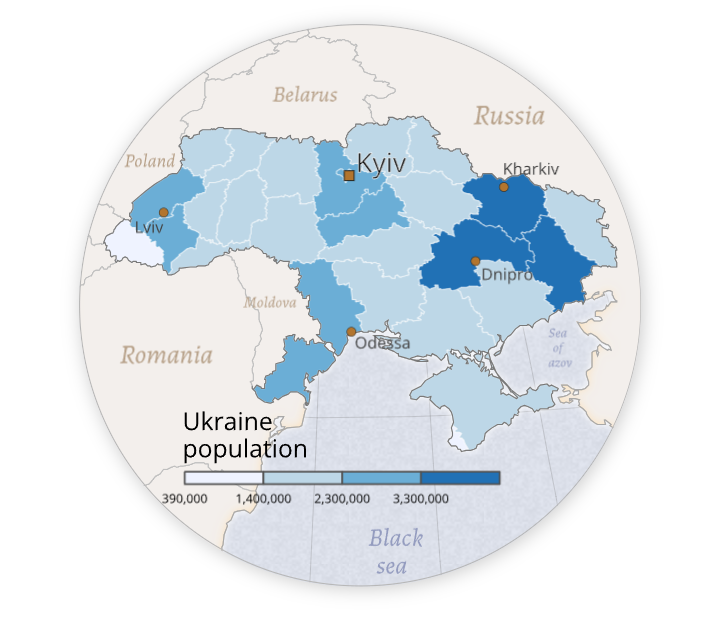 Belarus
Russia
Poland
Kyiv
Kharkiv
Lviv
Dnipro
Moldova
Odessa
Sea
of
azov
Romania
Ukraine
population
390,000 1,400,000 2,300,000 3,300,000
Black
sea